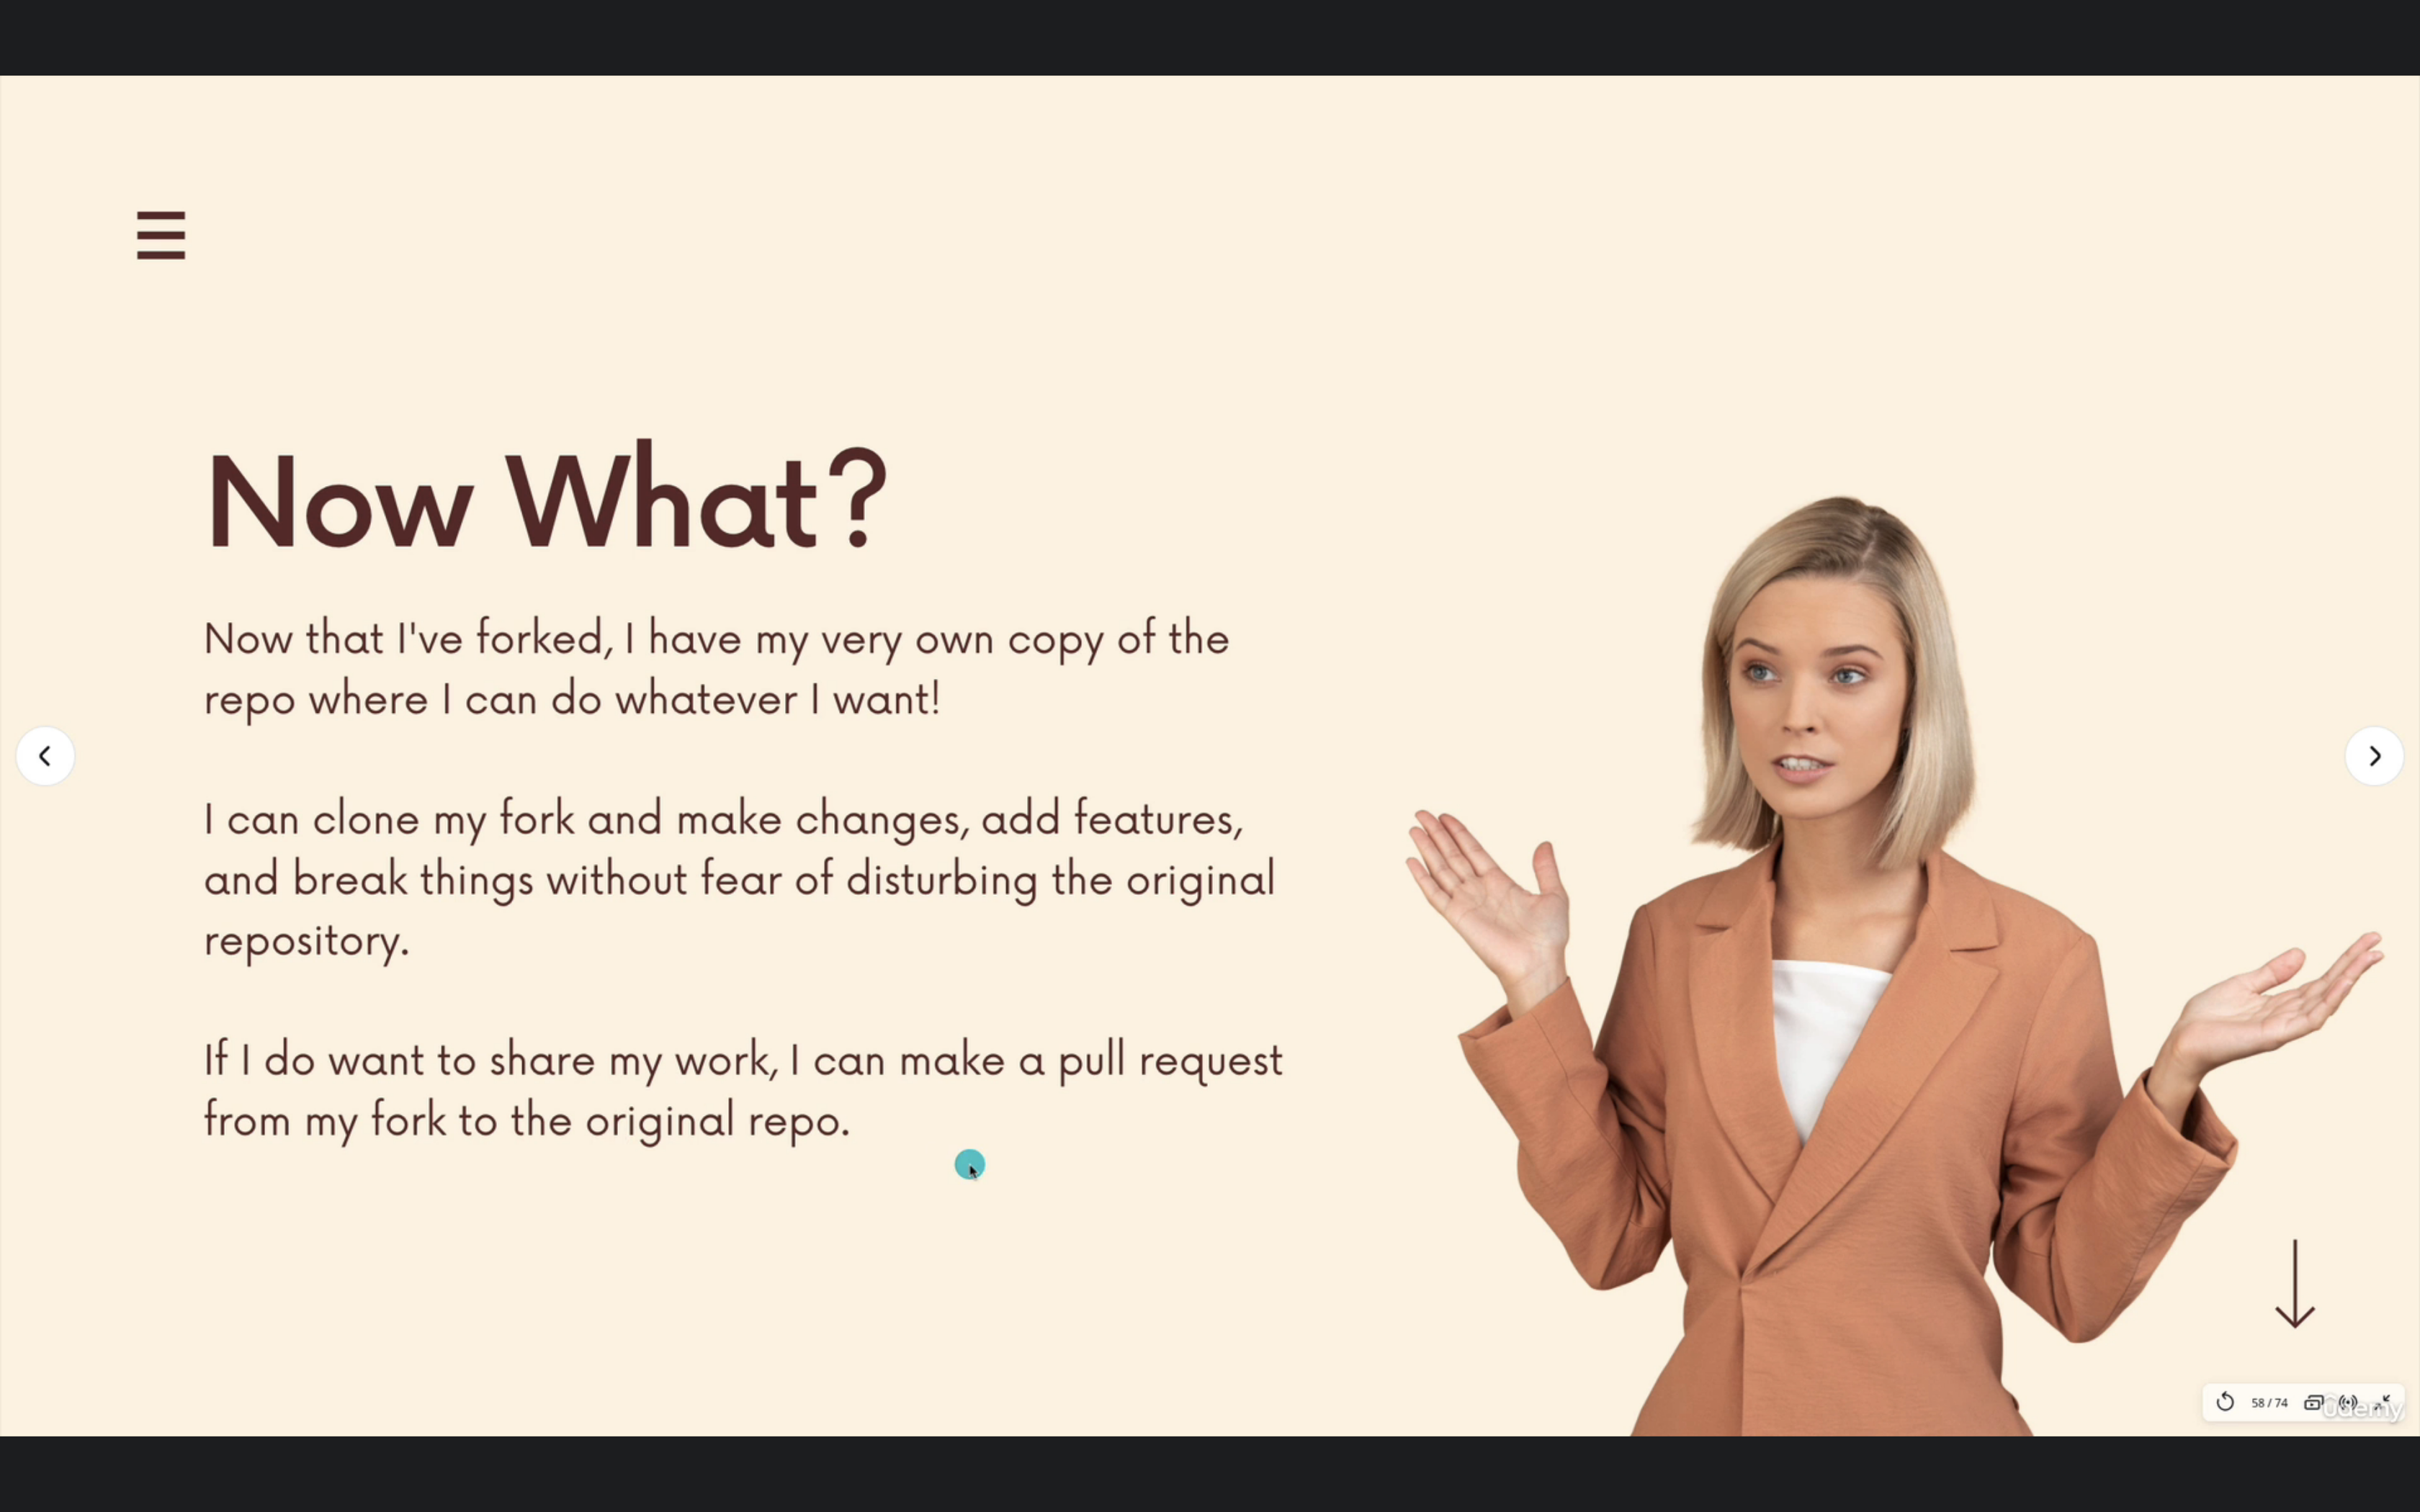 Now What?
Now that I've forked, I have my very own copy of the
repo where I can do whatever I want!
I can clone my fork and make changes, add features,
and break things without fear of disturbing the original
repository.
If I do want to share my work, I can make a pull request
from my fork to the original repo.
58 / 74
Udemy